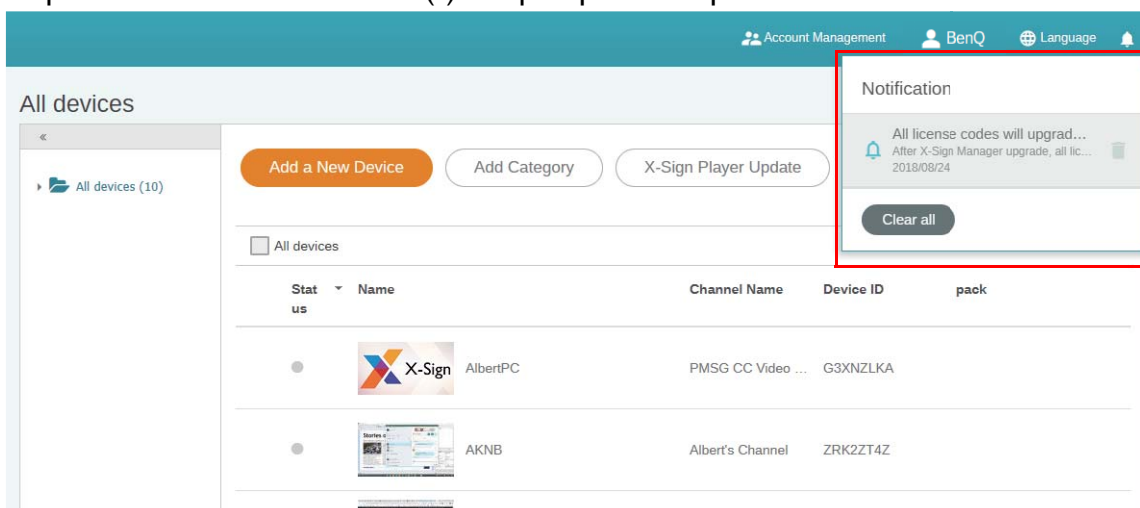 Account Management
BenQ
Language
Notification
All license codes will upgrad...
After X-Sign Manager upgrade, all lic...
2018/08/24
Clear all
All devices
«
All devices (10)
Add a New Device
Add Category
X-Sign Player Update
All devices
Stat
us
Name
Channel Name
Device ID
pack
X-Sign
AlbertPC
PMSG CC Video ...
G3XNZLKA
AKNB
Albert's Channel
ZRK2ZT4Z